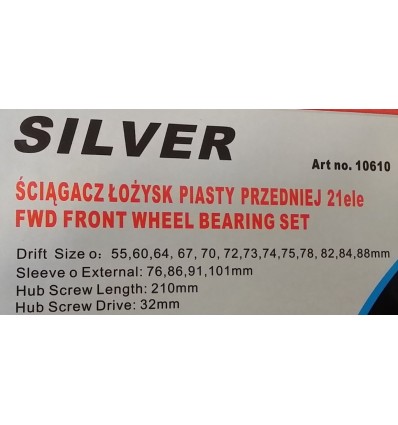 SILVER
Art no. 10610
ŚCIĄGACZ ŁOŻYSK PIASTY PRZEDNIEJ 21ele
FWD FRONT WHEEL BEARING SET
Drift Size o: 55,60,64, 67, 70, 72,73,74,75,78, 82,84,88mm
Sleeve o External: 76,86,91,101mm
Hub Screw Length: 210mm
Hub Screw Drive: 32mm